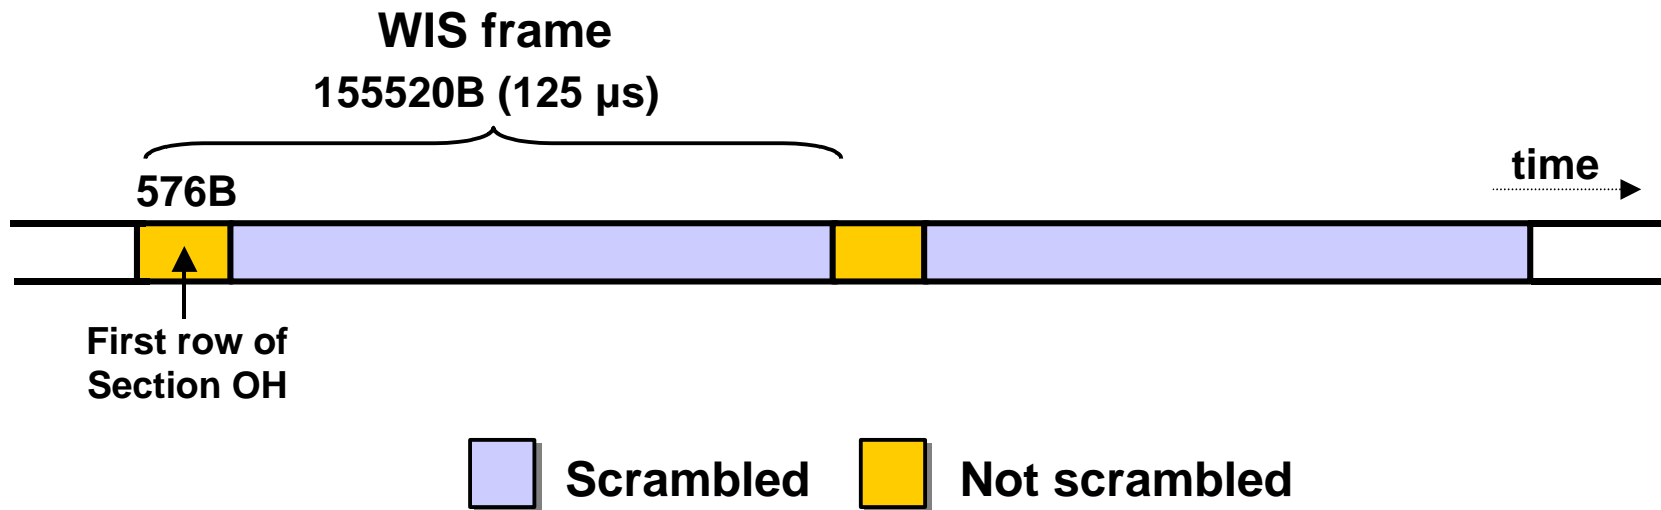 WIS frame
155520B (125 µs)
time
576B
First row of
Section OH
Scrambled
Not scrambled